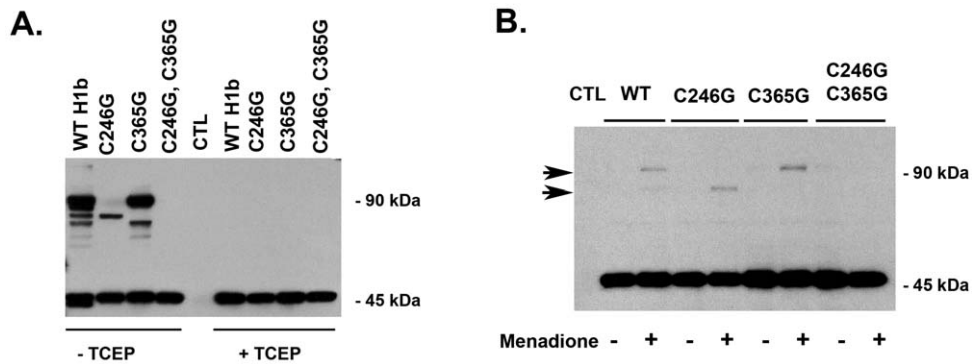 A.
WT H1b
C246G
C365G
C246G, C365G
CTL
WT H1b
C246G
C365G
C246G, C365G
- 90 kDa
- 45 kDa
- TCEP
+ TCEP
B.
CTL
WT
C246G
C365G
C246G
C365G
- 90 kDa
- 45 kDa
Menadione - + - + - + - +